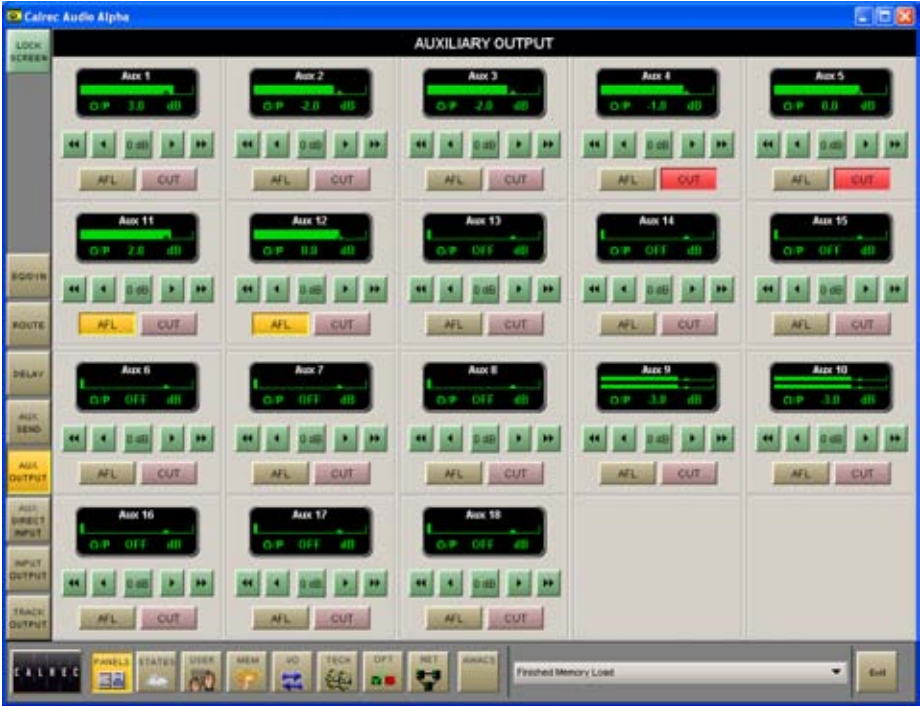 Calrec Audio Alpha
LOCK SCREEN
AUXILIARY OUTPUT
Aux 1 Aux 2 Aux 3 Aux 4 Aux 5
O/P 3.0 dB O/P -2.0 dB O/P -2.0 dB O/P -1.0 dB O/P 0.0 dB
0 dB 0 dB 0 dB 0 dB 0 dB
AFL CUT AFL CUT AFL CUT AFL CUT AFL CUT
Aux 11 Aux 12 Aux 13 Aux 14 Aux 15
O/P 2.0 dB O/P 0.0 dB O/P OFF dB O/P OFF dB O/P OFF dB
EQ/DYN
0 dB 0 dB 0 dB 0 dB 0 dB
ROUTE
AFL CUT AFL CUT AFL CUT AFL CUT AFL CUT
DELAY
Aux 6 Aux 7 Aux 8 Aux 9 Aux 10
O/P OFF dB O/P OFF dB O/P OFF dB O/P -3.0 dB O/P -3.0 dB
AUX SEND
0 dB 0 dB 0 dB 0 dB 0 dB
AUX OUTPUT
AFL CUT AFL CUT AFL CUT AFL CUT AFL CUT
AUX DIRECT INPUT
Aux 16 Aux 17 Aux 18
O/P OFF dB O/P OFF dB O/P OFF dB
INPUT OUTPUT
0 dB 0 dB 0 dB
TRACK OUTPUT
AFL CUT AFL CUT AFL CUT
CALREC PANELS STATES USER MEM I/O TECH OPT NET AWACS Finished Memory Load Exit